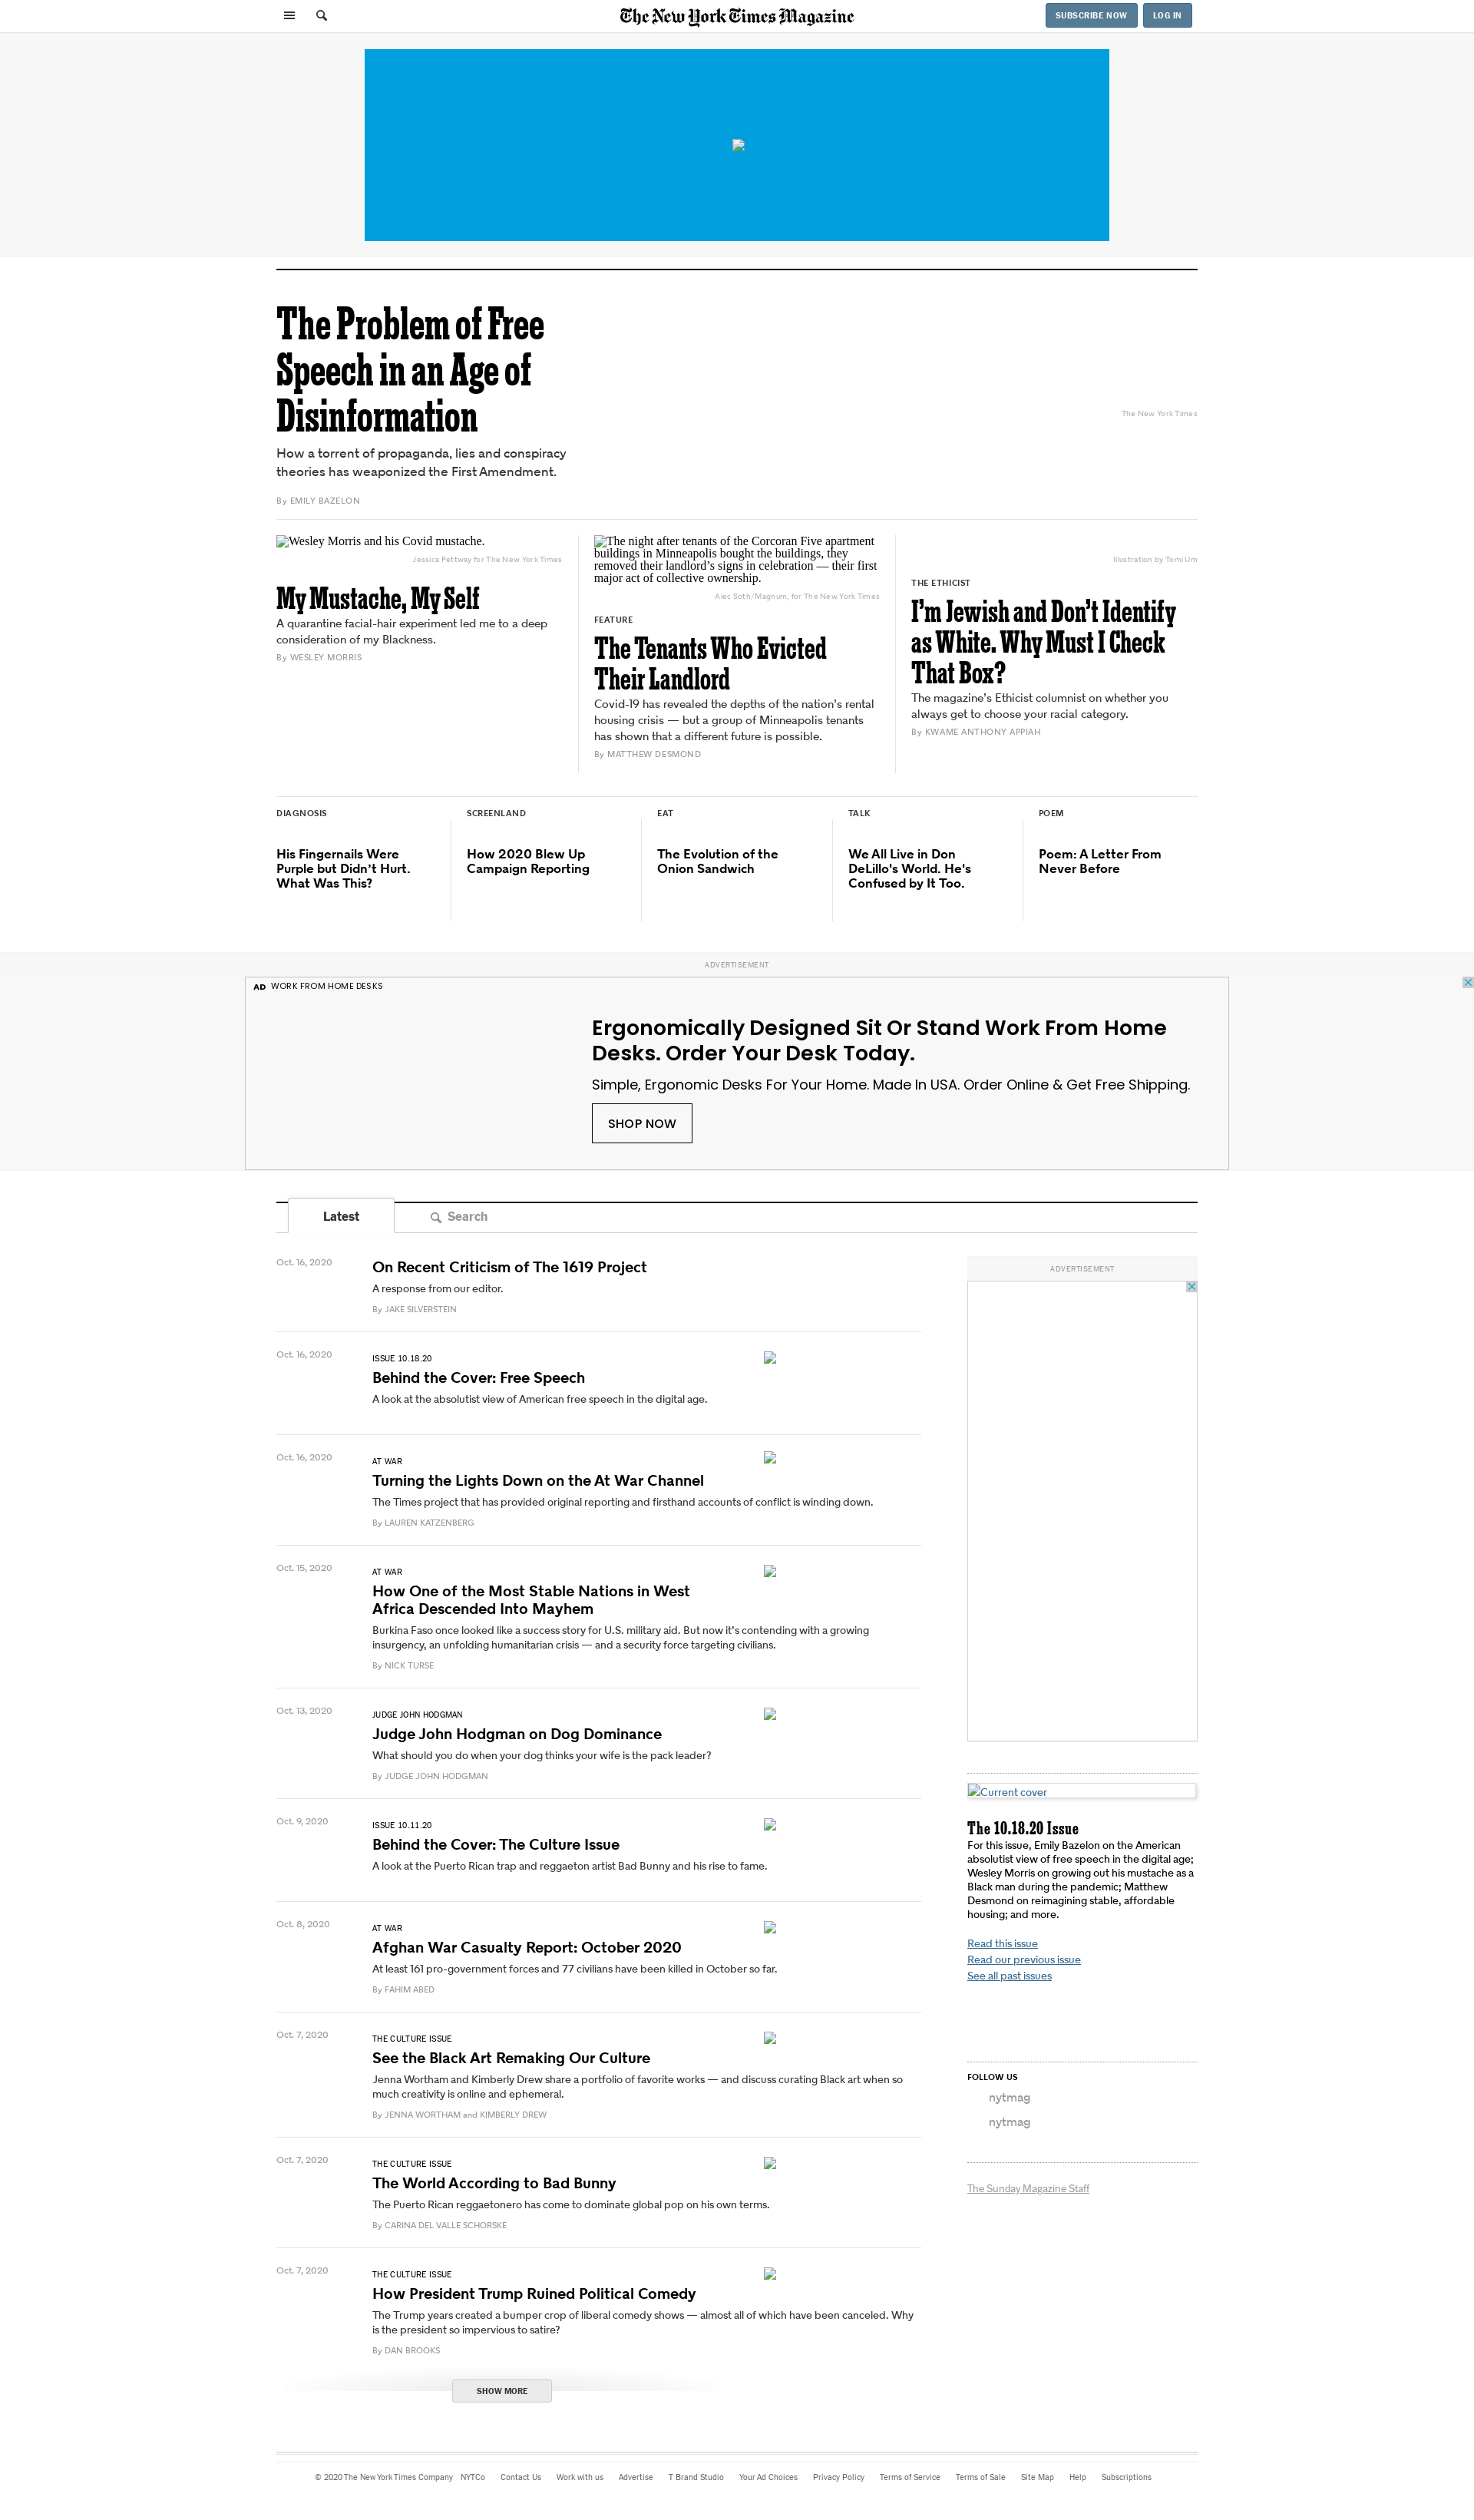 The New York Times Magazine
SUBSCRIBE NOW
LOG IN
The Problem of Free
Speech in an Age of
Disinformation
How a torrent of propaganda, lies and conspiracy
theories has weaponized the First Amendment.
By EMILY BAZELON
The New York Times
Wesley Morris and his Covid mustache.
Jessica Pettway for The New York Times
My Mustache, My Self
A quarantine facial-hair experiment led me to a deep
consideration of my Blackness.
By WESLEY MORRIS
The night after tenants of the Corcoran Five apartment
buildings in Minneapolis bought the buildings, they
removed their landlord’s signs in celebration — their first
major act of collective ownership.
Alec Soth/Magnum, for The New York Times
FEATURE
The Tenants Who Evicted
Their Landlord
Covid-19 has revealed the depths of the nation’s rental
housing crisis — but a group of Minneapolis tenants
has shown that a different future is possible.
By MATTHEW DESMOND
Illustration by Tomi Um
THE ETHICIST
I’m Jewish and Don’t Identify
as White. Why Must I Check
That Box?
The magazine’s Ethicist columnist on whether you
always get to choose your racial category.
By KWAME ANTHONY APPIAH
DIAGNOSIS
His Fingernails Were
Purple but Didn’t Hurt.
What Was This?
SCREENLAND
How 2020 Blew Up
Campaign Reporting
EAT
The Evolution of the
Onion Sandwich
TALK
We All Live in Don
DeLillo's World. He's
Confused by It Too.
POEM
Poem: A Letter From
Never Before
ADVERTISEMENT
AD WORK FROM HOME DESKS
Ergonomically Designed Sit Or Stand Work From Home
Desks. Order Your Desk Today.
Simple, Ergonomic Desks For Your Home. Made In USA. Order Online & Get Free Shipping.
SHOP NOW
Latest
Search
Oct. 16, 2020
On Recent Criticism of The 1619 Project
A response from our editor.
By JAKE SILVERSTEIN
Oct. 16, 2020
ISSUE 10.18.20
Behind the Cover: Free Speech
A look at the absolutist view of American free speech in the digital age.
Oct. 16, 2020
AT WAR
Turning the Lights Down on the At War Channel
The Times project that has provided original reporting and firsthand accounts of conflict is winding down.
By LAUREN KATZENBERG
Oct. 15, 2020
AT WAR
How One of the Most Stable Nations in West
Africa Descended Into Mayhem
Burkina Faso once looked like a success story for U.S. military aid. But now it’s contending with a growing
insurgency, an unfolding humanitarian crisis — and a security force targeting civilians.
By NICK TURSE
Oct. 13, 2020
JUDGE JOHN HODGMAN
Judge John Hodgman on Dog Dominance
What should you do when your dog thinks your wife is the pack leader?
By JUDGE JOHN HODGMAN
Oct. 9, 2020
ISSUE 10.11.20
Behind the Cover: The Culture Issue
A look at the Puerto Rican trap and reggaeton artist Bad Bunny and his rise to fame.
Oct. 8, 2020
AT WAR
Afghan War Casualty Report: October 2020
At least 161 pro-government forces and 77 civilians have been killed in October so far.
By FAHIM ABED
Oct. 7, 2020
THE CULTURE ISSUE
See the Black Art Remaking Our Culture
Jenna Wortham and Kimberly Drew share a portfolio of favorite works — and discuss curating Black art when so
much creativity is online and ephemeral.
By JENNA WORTHAM and KIMBERLY DREW
Oct. 7, 2020
THE CULTURE ISSUE
The World According to Bad Bunny
The Puerto Rican reggaetonero has come to dominate global pop on his own terms.
By CARINA DEL VALLE SCHORSKE
Oct. 7, 2020
THE CULTURE ISSUE
How President Trump Ruined Political Comedy
The Trump years created a bumper crop of liberal comedy shows — almost all of which have been canceled. Why
is the president so impervious to satire?
By DAN BROOKS
SHOW MORE
ADVERTISEMENT
Current cover
The 10.18.20 Issue
For this issue, Emily Bazelon on the American
absolutist view of free speech in the digital age;
Wesley Morris on growing out his mustache as a
Black man during the pandemic; Matthew
Desmond on reimagining stable, affordable
housing; and more.
Read this issue
Read our previous issue
See all past issues
FOLLOW US
nytmag
nytmag
The Sunday Magazine Staff
© 2020 The New York Times Company NYTCo Contact Us Work with us Advertise T Brand Studio Your Ad Choices Privacy Policy Terms of Service Terms of Sale Site Map Help Subscriptions